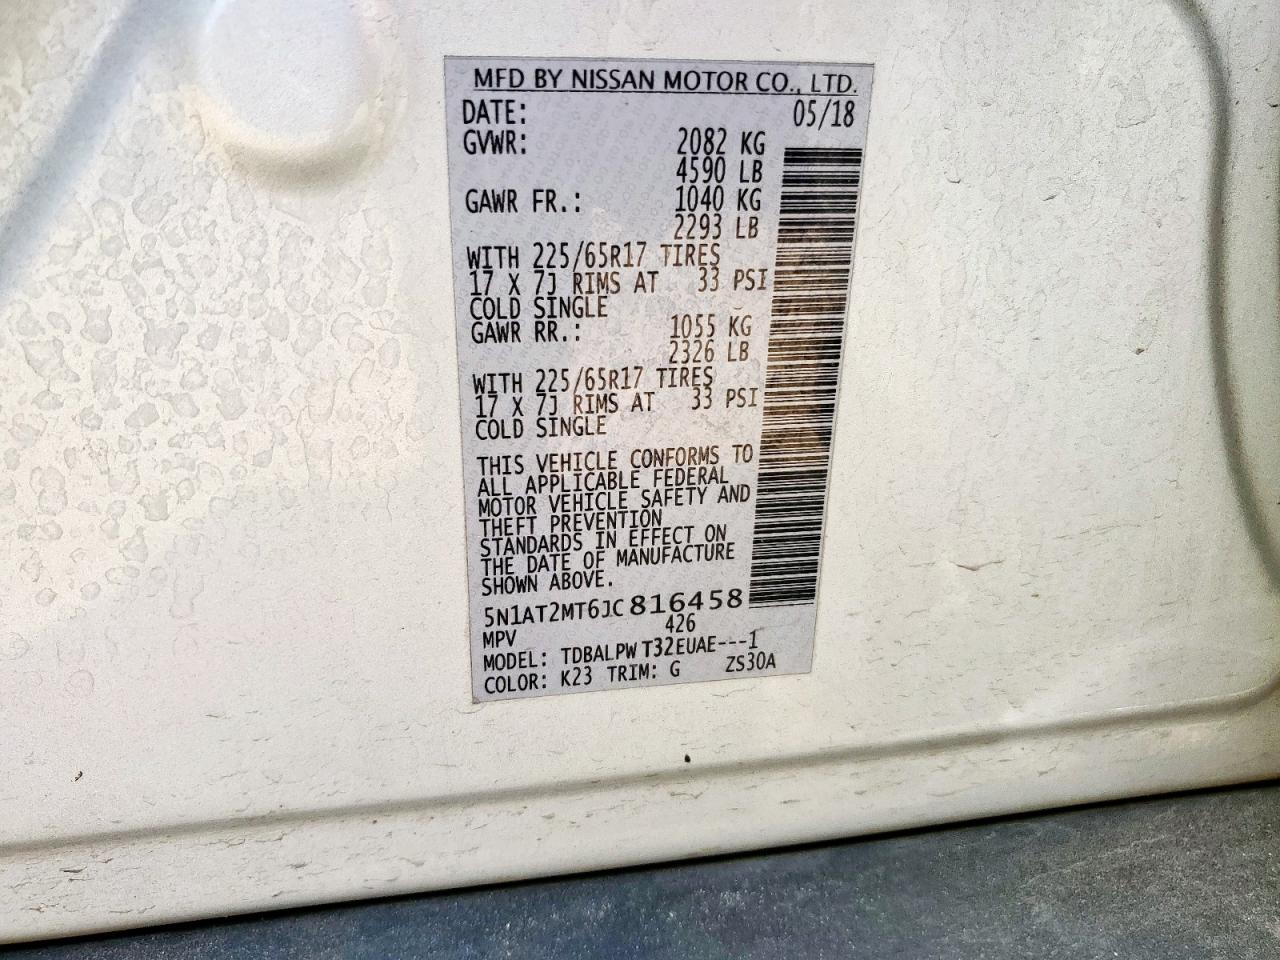 MFD BY NISSAN MOTOR CO., LTD.
DATE: 05/18
GVWR: 2082 KG
4590 LB
GAWR FR.: 1040 KG
2293 LB
WITH 225/65R17 TIRES
17 X 7J RIMS AT 33 PSI
COLD SINGLE
GAWR RR.: 1055 KG
2326 LB
WITH 225/65R17 TIRES
17 X 7J RIMS AT 33 PSI
COLD SINGLE
THIS VEHICLE CONFORMS TO
ALL APPLICABLE FEDERAL
MOTOR VEHICLE SAFETY AND
THEFT PREVENTION
STANDARDS IN EFFECT ON
THE DATE OF MANUFACTURE
SHOWN ABOVE.
5N1AT2MT6JC816458
MPV 426
MODEL: TDBALPW T32EUAE---1
COLOR: K23 TRIM: G ZS30A